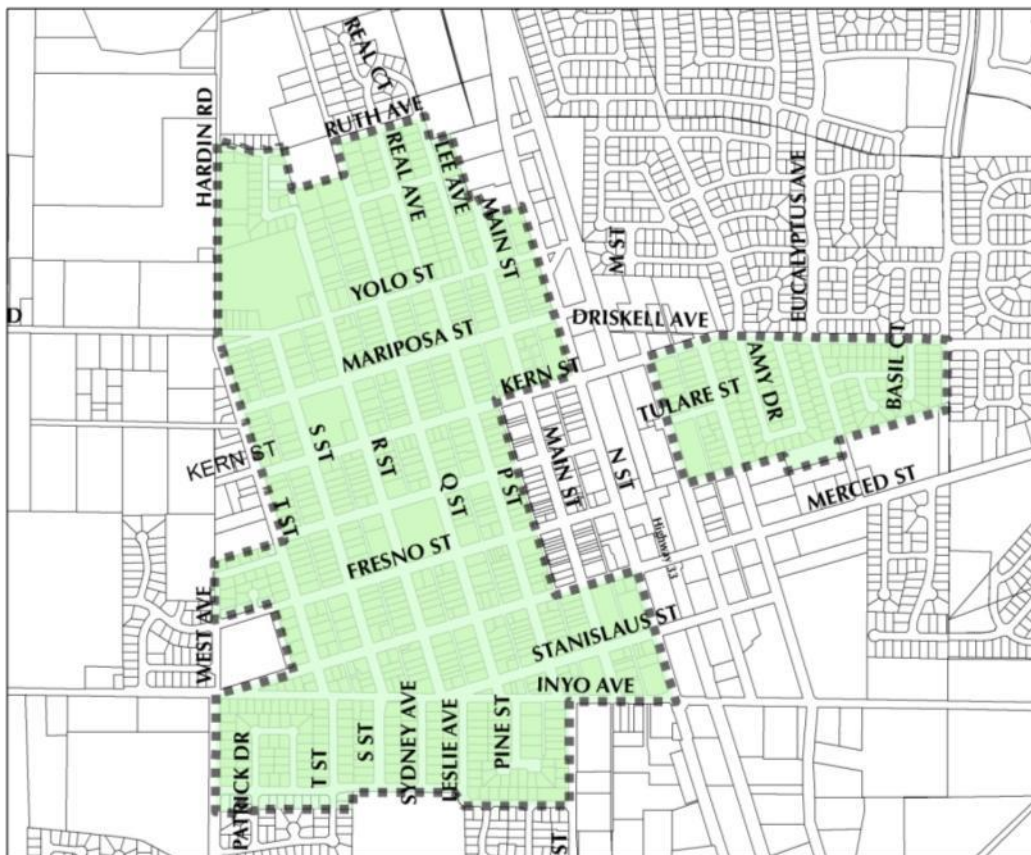 REAL CT
RUTH AVE
HARDIN RD
REAL AVE
LEE AVE
MAIN ST
EUCALYPTUS AVE
M ST
YOLO ST
D
DRISKELL AVE
MARIPOSA ST
KERN ST
AMY DR
BASIL CT
TULARE ST
KERN ST
S ST
R ST
MAIN ST
N ST
Q ST
P ST
MERCED ST
T ST
Highway 33
FRESNO ST
WEST AVE
STANISLAUS ST
INYO AVE
PATRICK DR
T ST
S ST
SYDNEY AVE
LESLIE AVE
PINE ST
ST